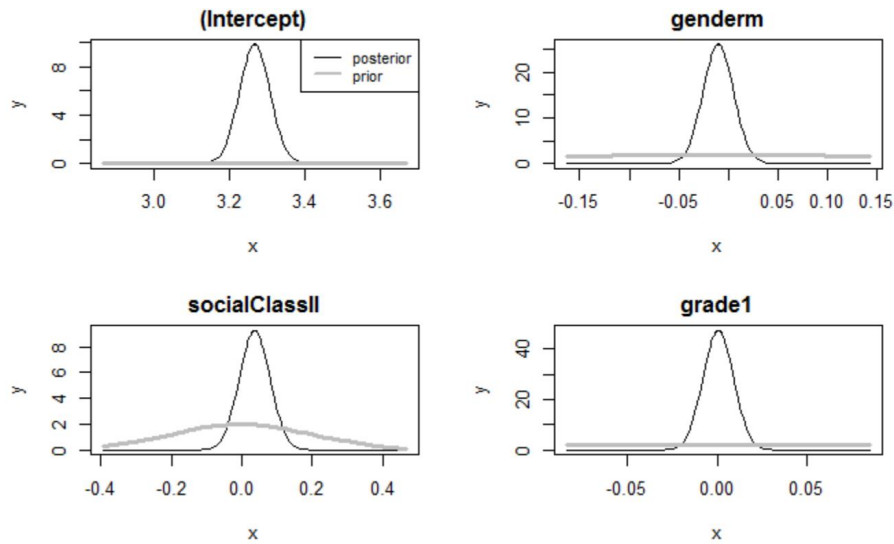 (Intercept)
y
0 4 8
posterior
prior
3.0 3.2 3.4 3.6
x
genderm
y
0 10 20
-0.15 -0.05 0.05 0.10 0.15
x
socialClassII
y
0 2 4 6 8
-0.4 -0.2 0.0 0.2 0.4
x
grade1
y
0 20 40
-0.05 0.00 0.05
x